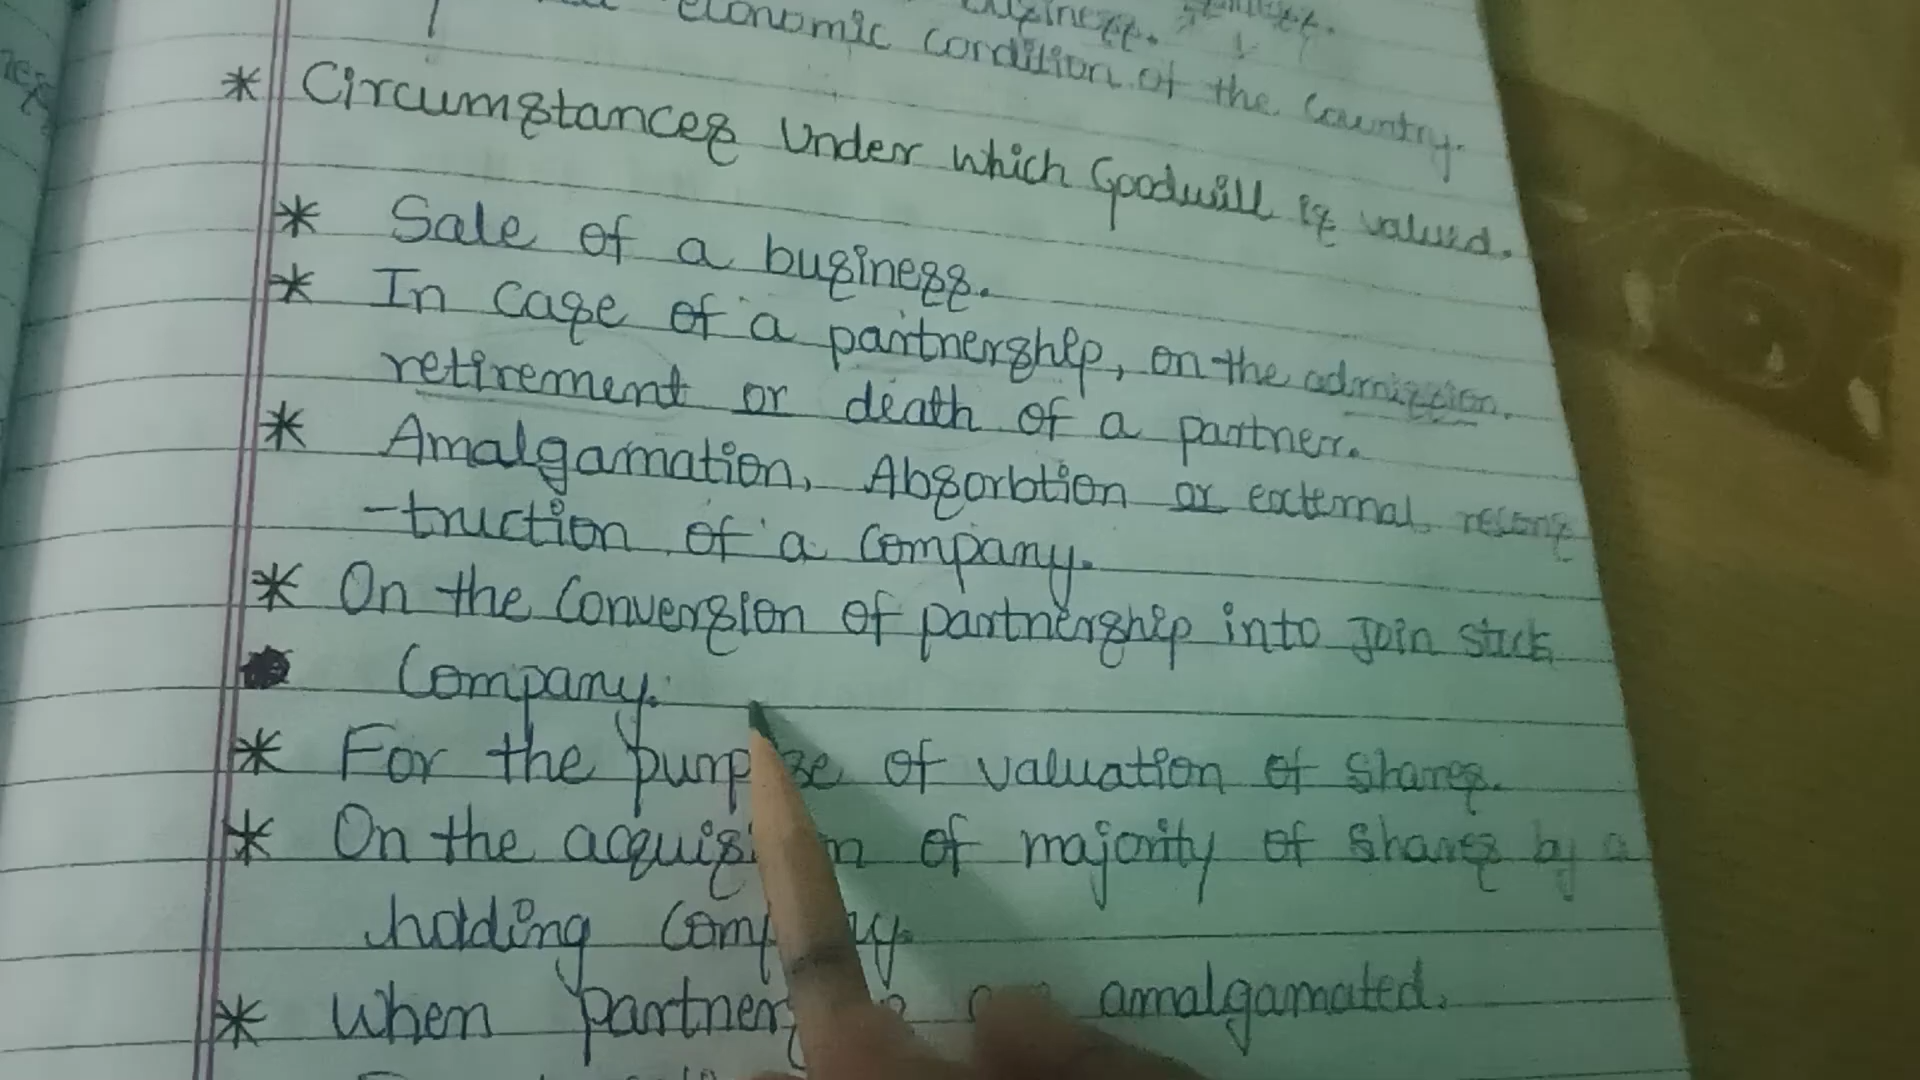 business.
economic condition of the Country.
* Circumstances Under which Goodwill is valued.
* Sale of a business.
* In case of a partnership, on the admission,
retirement or death of a partner.
* Amalgamation, Absorbtion or external recons
-truction of a Company.
* On the Conversion of partnership into Join Stock
Company.
* For the of valuation of Shares.
* On the of majority of Shares by a
holding
* When amalgamated.